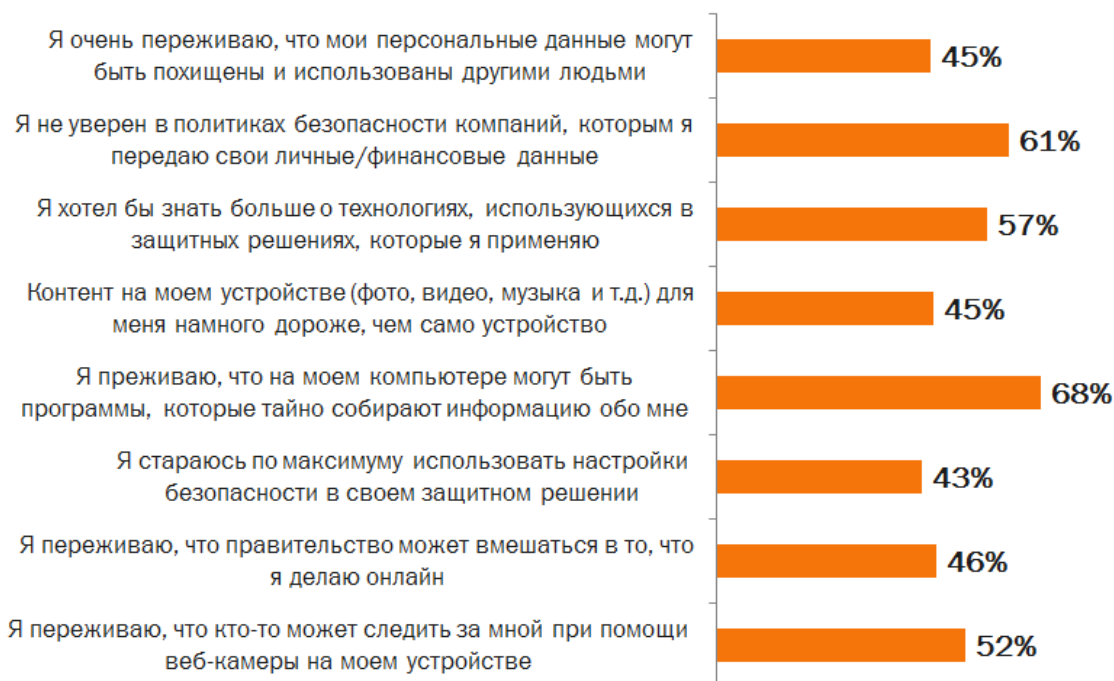 Я очень переживаю, что мои персональные данные могут
быть похищены и использованы другими людьми
45%
Я не уверен в политиках безопасности компаний, которым я
передаю свои личные/финансовые данные
61%
Я хотел бы знать больше о технологиях, использующихся в
защитных решениях, которые я применяю
57%
Контент на моем устройстве (фото, видео, музыка и т.д.) для
меня намного дороже, чем само устройство
45%
Я преживаю, что на моем компьютере могут быть
программы, которые тайно собирают информацию обо мне
68%
Я стараюсь по максимуму использовать настройки
безопасности в своем защитном решении
43%
Я переживаю, что правительство может вмешаться в то, что
я делаю онлайн
46%
Я переживаю, что кто-то может следить за мной при помощи
веб-камеры на моем устройстве
52%